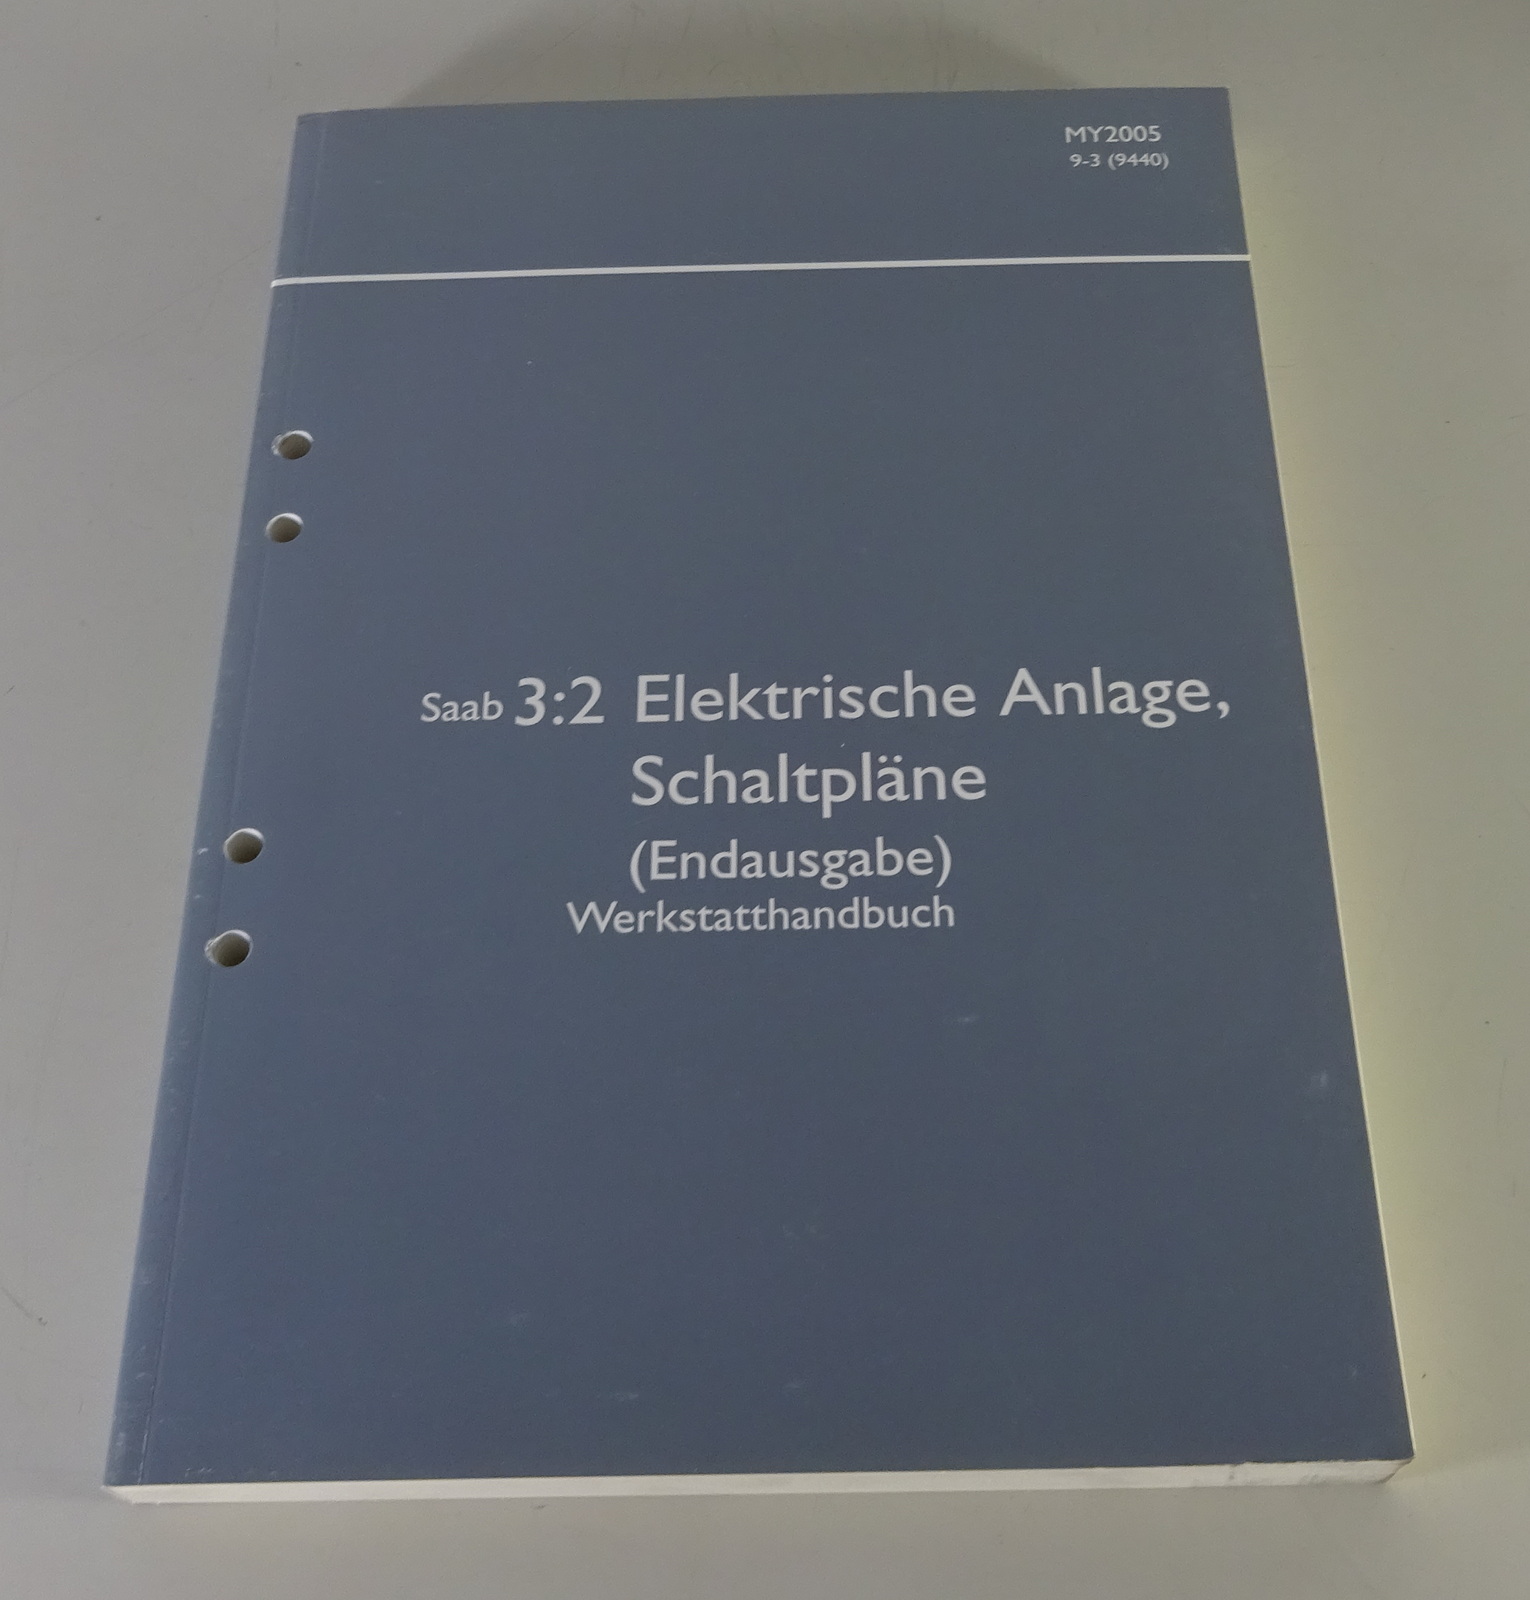 MY2005
9-3 (9440)
Saab 3:2 Elektrische Anlage,
Schaltpläne
(Endausgabe)
Werkstatthandbuch